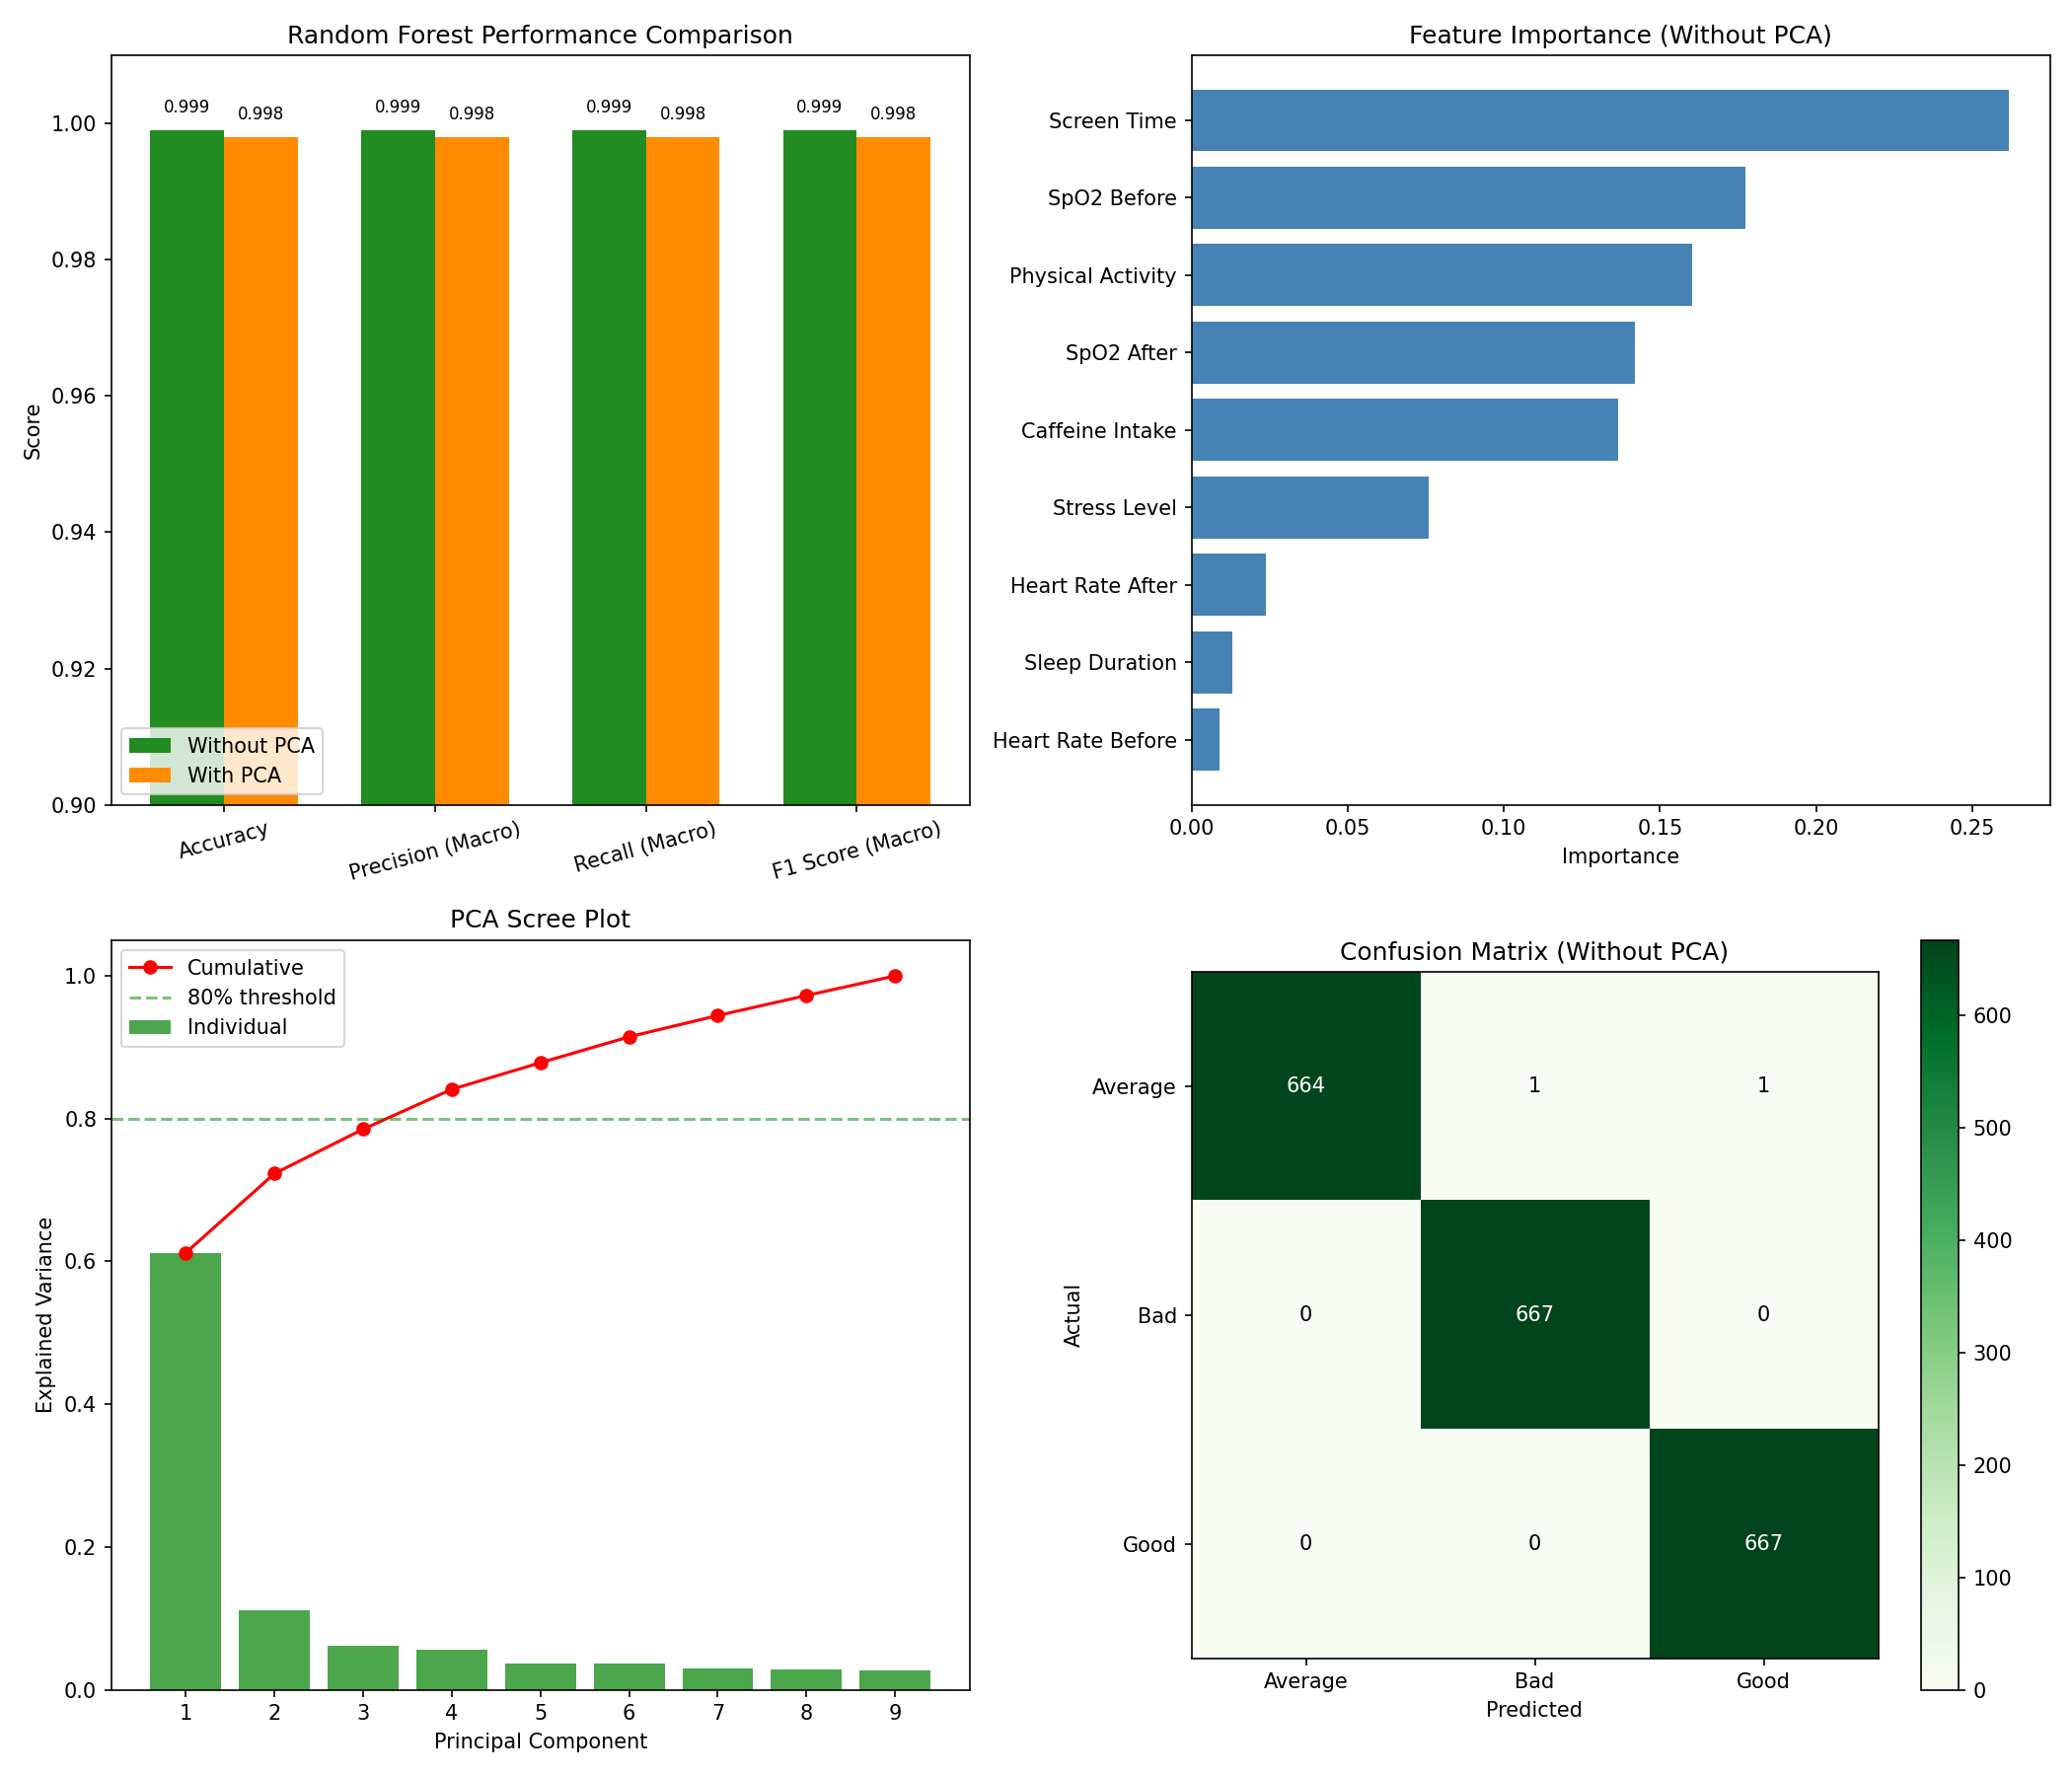 Random Forest Performance Comparison
0.999 0.998 0.999 0.998 0.999 0.998 0.999 0.998
1.00
0.98
0.96
0.94
0.92
0.90
Score
Without PCA
With PCA
Accuracy Precision (Macro) Recall (Macro) F1 Score (Macro)
Feature Importance (Without PCA)
Screen Time
SpO2 Before
Physical Activity
SpO2 After
Caffeine Intake
Stress Level
Heart Rate After
Sleep Duration
Heart Rate Before
0.00 0.05 0.10 0.15 0.20 0.25
Importance
PCA Scree Plot
Cumulative
80% threshold
Individual
1.0
0.8
0.6
0.4
0.2
0.0
Explained Variance
1 2 3 4 5 6 7 8 9
Principal Component
Confusion Matrix (Without PCA)
Actual
Average 664 1 1
Bad 0 667 0
Good 0 0 667
Average Bad Good
Predicted
600
500
400
300
200
100
0